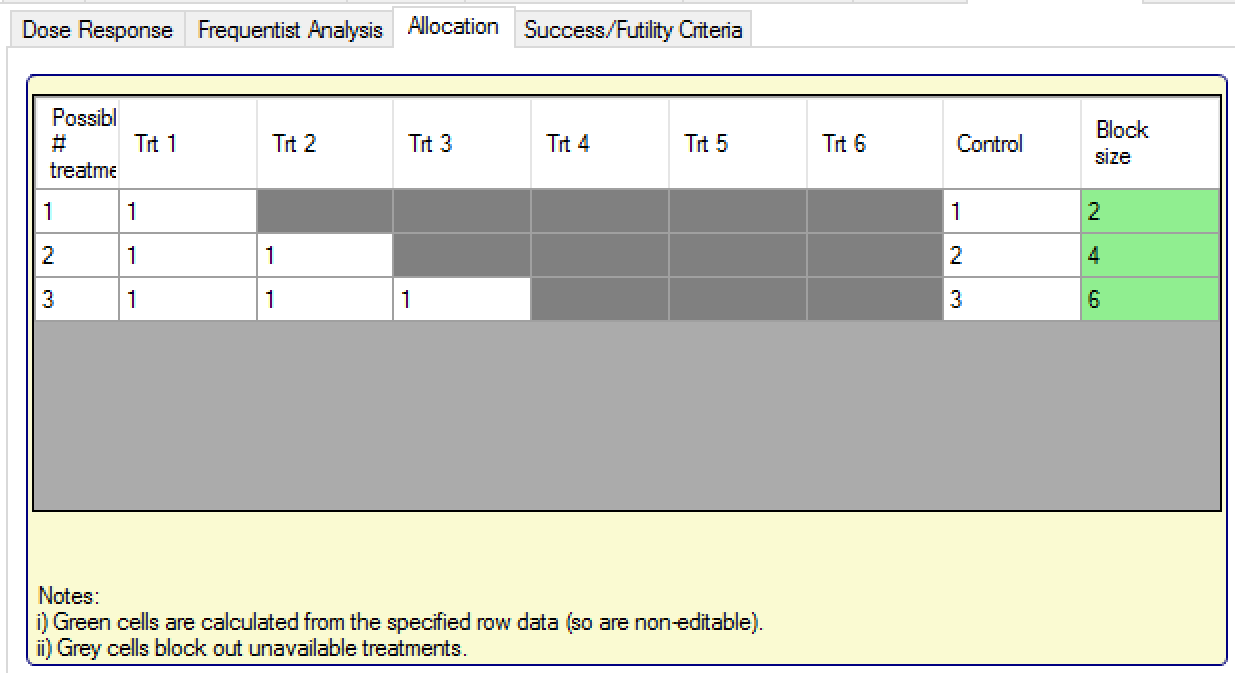 Dose Response Frequentist Analysis Allocation Success/Futility Criteria
Possibl
# Trt 1 Trt 2 Trt 3 Trt 4 Trt 5 Trt 6 Control Block
treatme size
1 1 1 2
2 1 1 2 4
3 1 1 1 3 6
Notes:
i) Green cells are calculated from the specified row data (so are non-editable).
ii) Grey cells block out unavailable treatments.